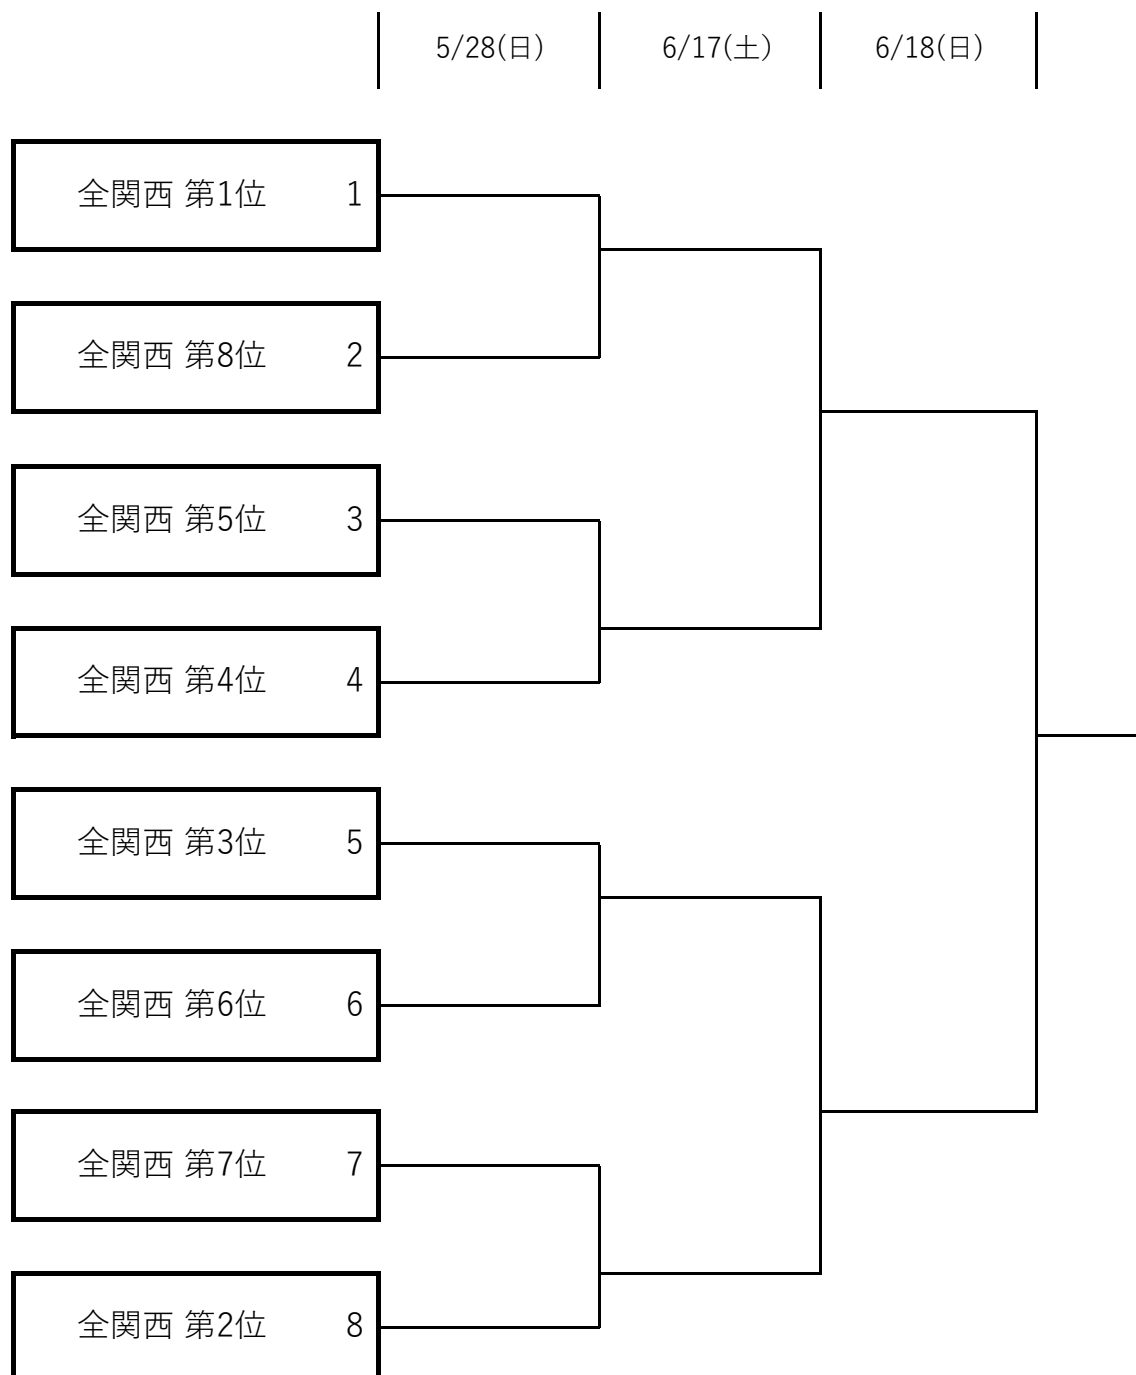 5/28(日) 6/17(土) 6/18(日)
全関西 第1位 1
全関西 第8位 2
全関西 第5位 3
全関西 第4位 4
全関西 第3位 5
全関西 第6位 6
全関西 第7位 7
全関西 第2位 8